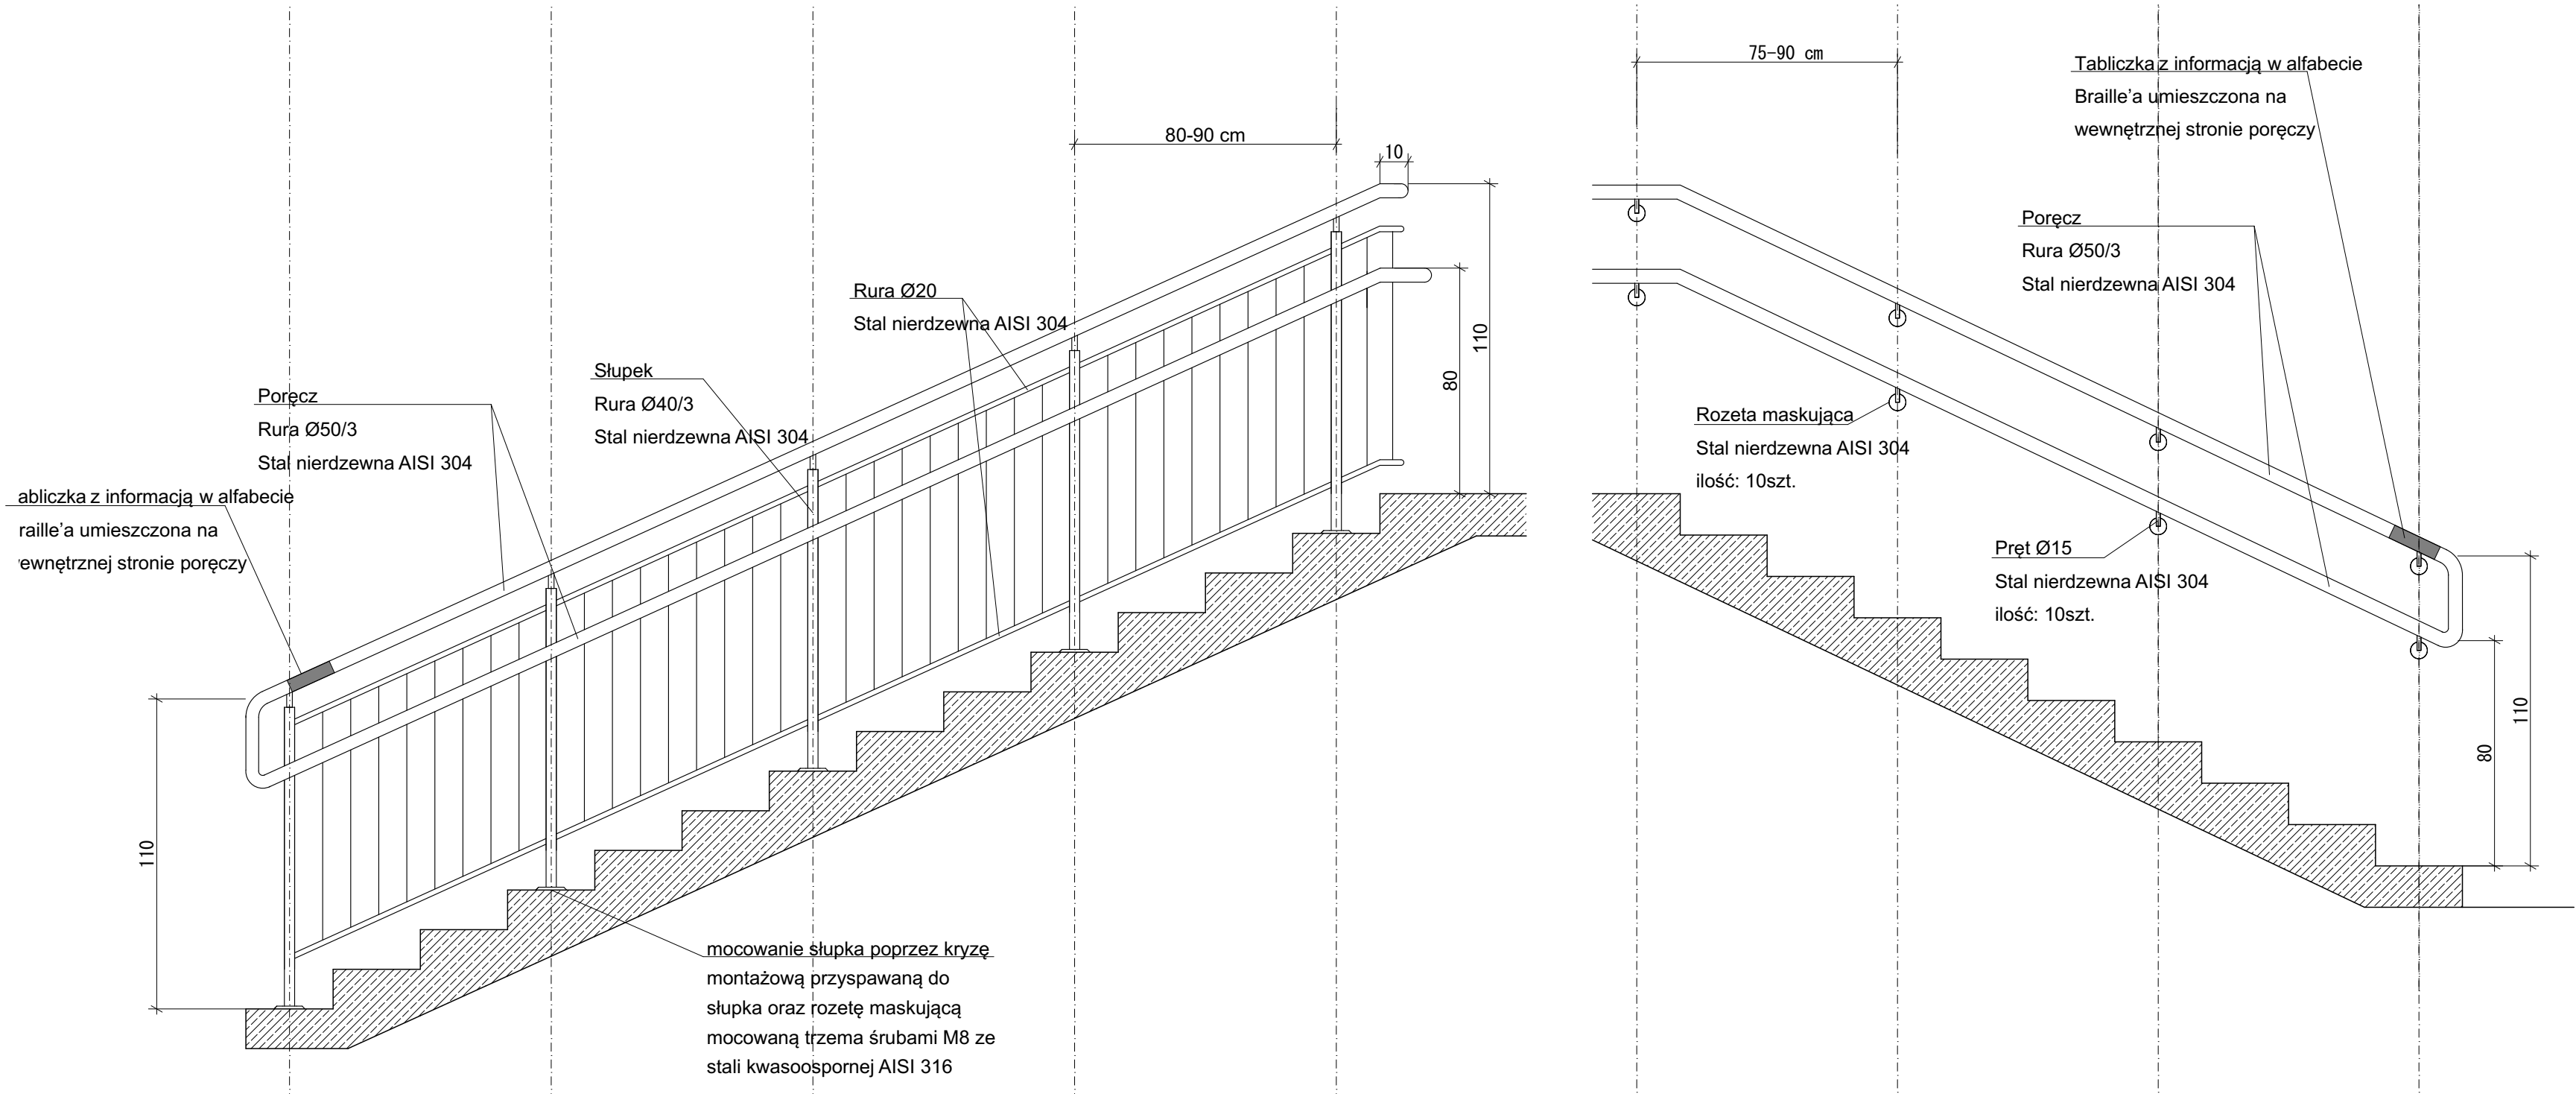 80-90 cm
10
110
80
Rura Ø20
Stal nierdzewna AISI 304
Słupek
Rura Ø40/3
Stal nierdzewna AISI 304
Poręcz
Rura Ø50/3
Stal nierdzewna AISI 304
abliczka z informacją w alfabecie
raille’a umieszczona na
ewnętrznej stronie poręczy
110
mocowanie słupka poprzez kryzę
montażową przyspawaną do
słupka oraz rozetę maskującą
mocowaną trzema śrubami M8 ze
stali kwasoospornej AISI 316
75-90 cm
Tabliczka z informacją w alfabecie
Braille’a umieszczona na
wewnętrznej stronie poręczy
Poręcz
Rura Ø50/3
Stal nierdzewna AISI 304
Rozeta maskująca
Stal nierdzewna AISI 304
ilość: 10szt.
Pręt Ø15
Stal nierdzewna AISI 304
ilość: 10szt.
110
80